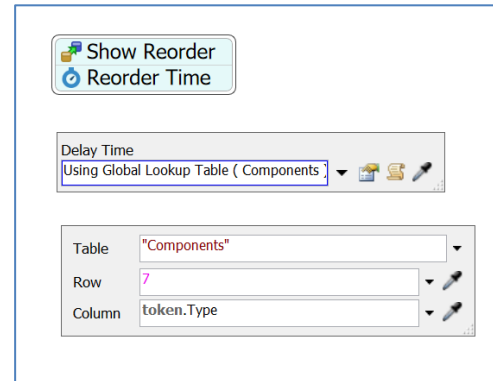 Show Reorder
Reorder Time
Delay Time
Using Global Lookup Table ( Components )
Table "Components"
Row 7
Column token.Type